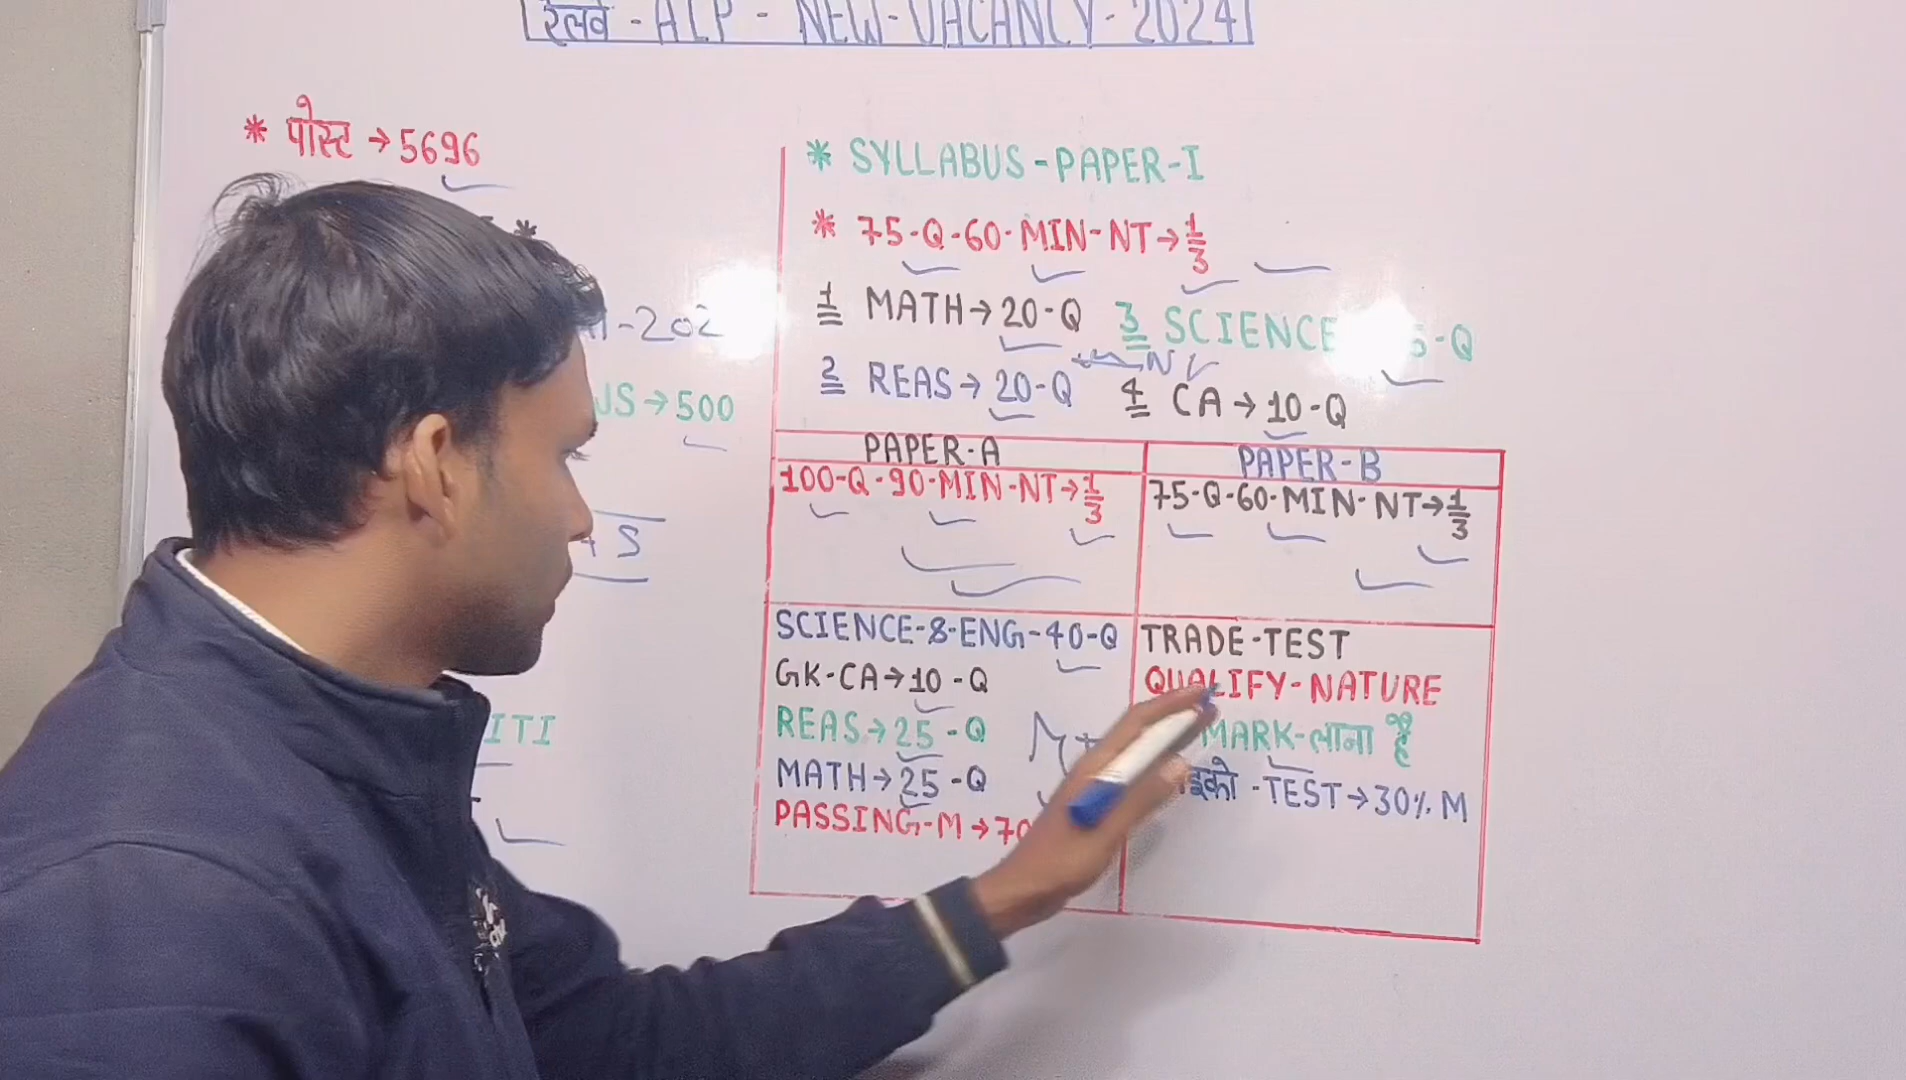 रेलवे - ALP - NEW - VACANCY - 2024
* पोस्ट → 5696
→ 500
ITI
* SYLLABUS - PAPER - I
* 75 - Q - 60 - MIN - NT → 1/3
1 MATH → 20 - Q
2 REAS → 20 - Q
3 SCIENCE - Q
4 CA → 10 - Q
PAPER - A
100 - Q - 90 - MIN - NT → 1/3
SCIENCE - & - ENG - 40 - Q
GK - CA → 10 - Q
REAS → 25 - Q
MATH → 25 - Q
PASSING - M →
PAPER - B
75 - Q - 60 - MIN - NT → 1/3
TRADE - TEST
QUALIFY - NATURE
MARK - लाना है
- TEST → 30% M